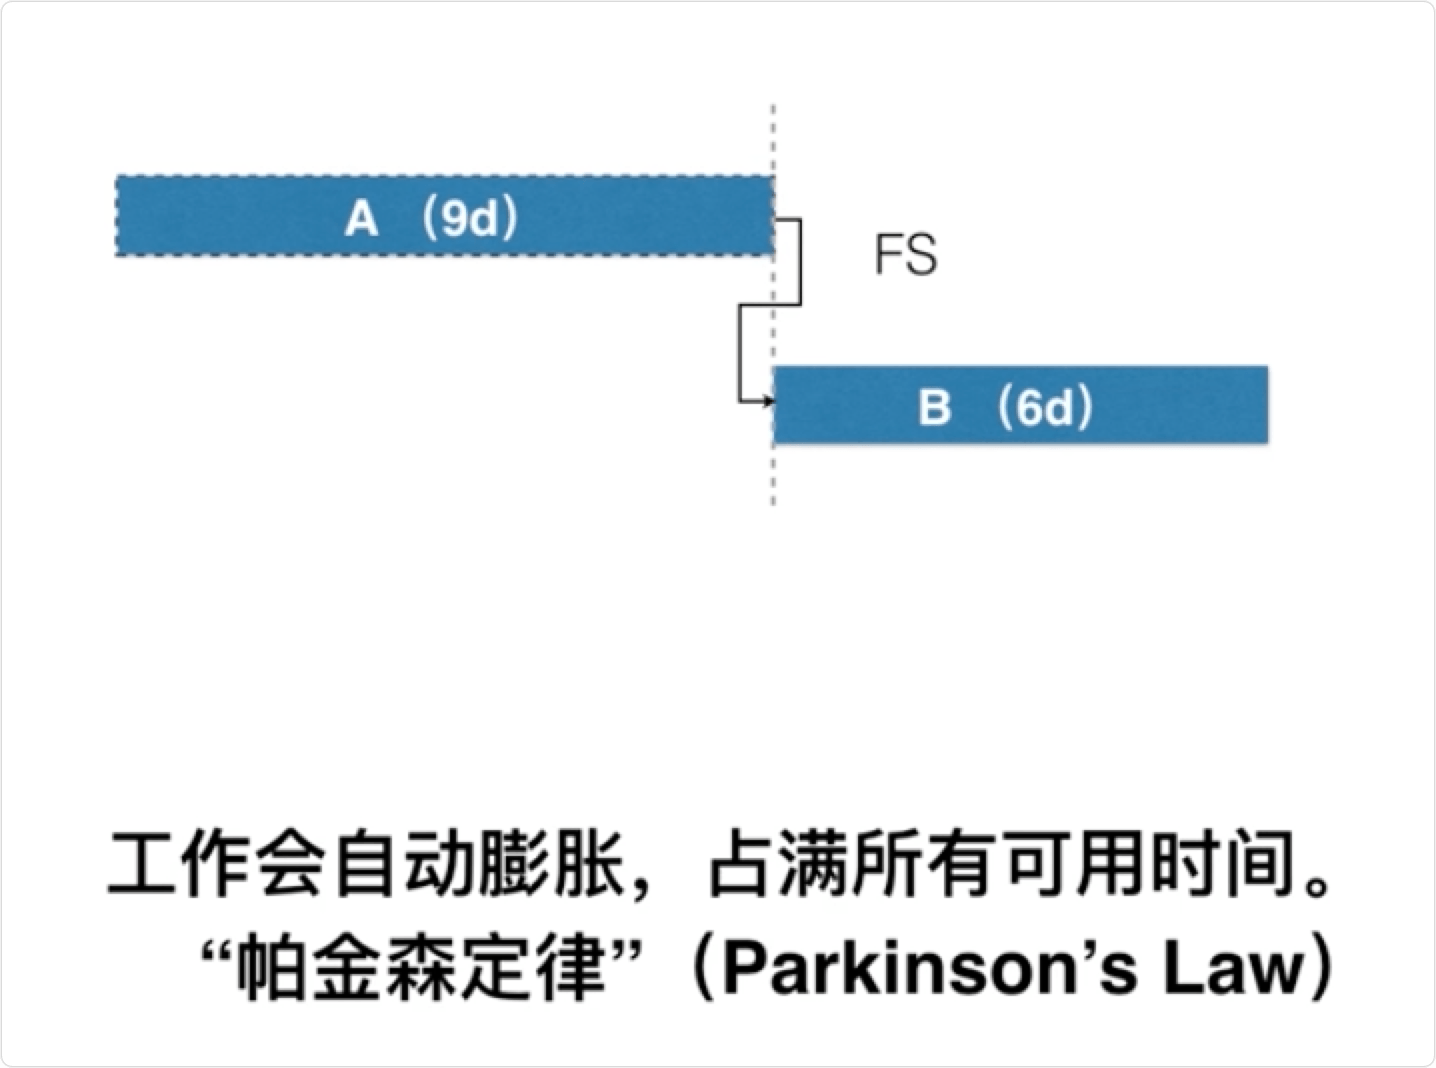 A （9d）
FS
B （6d）
工作会自动膨胀，占满所有可用时间。
“帕金森定律”（Parkinson’s Law）